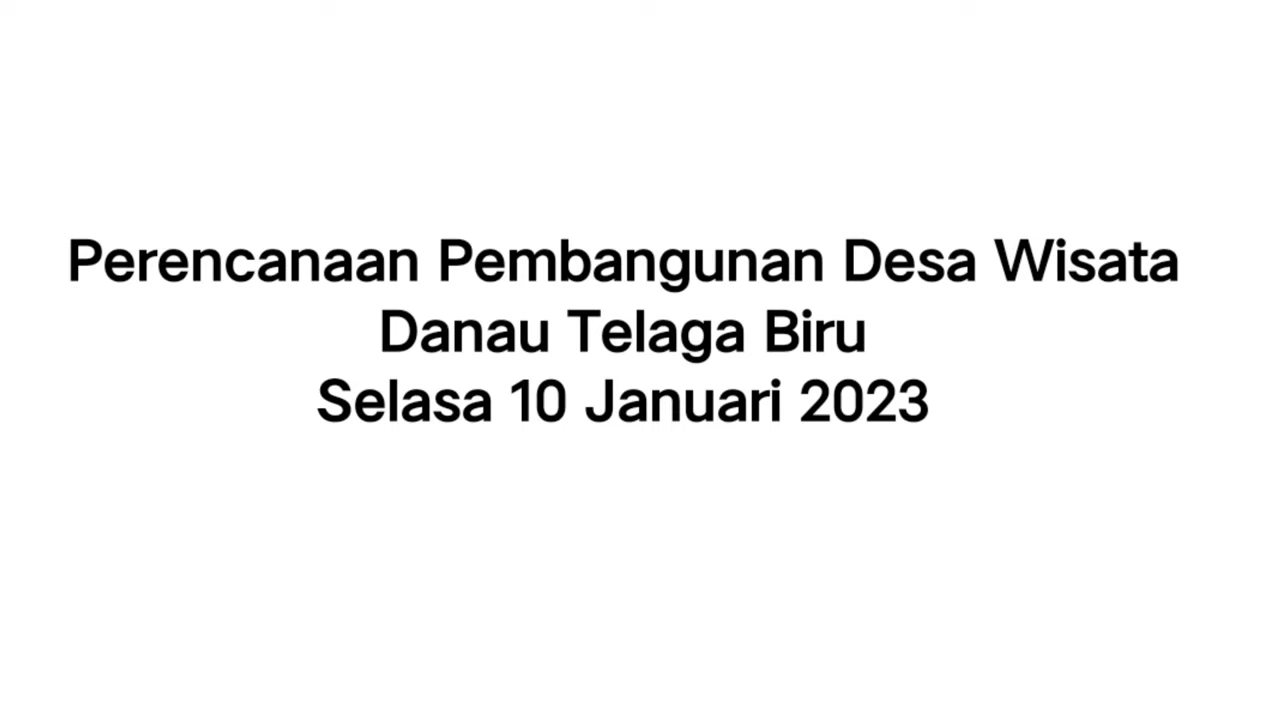 Perencanaan Pembangunan Desa Wisata
Danau Telaga Biru
Selasa 10 Januari 2023